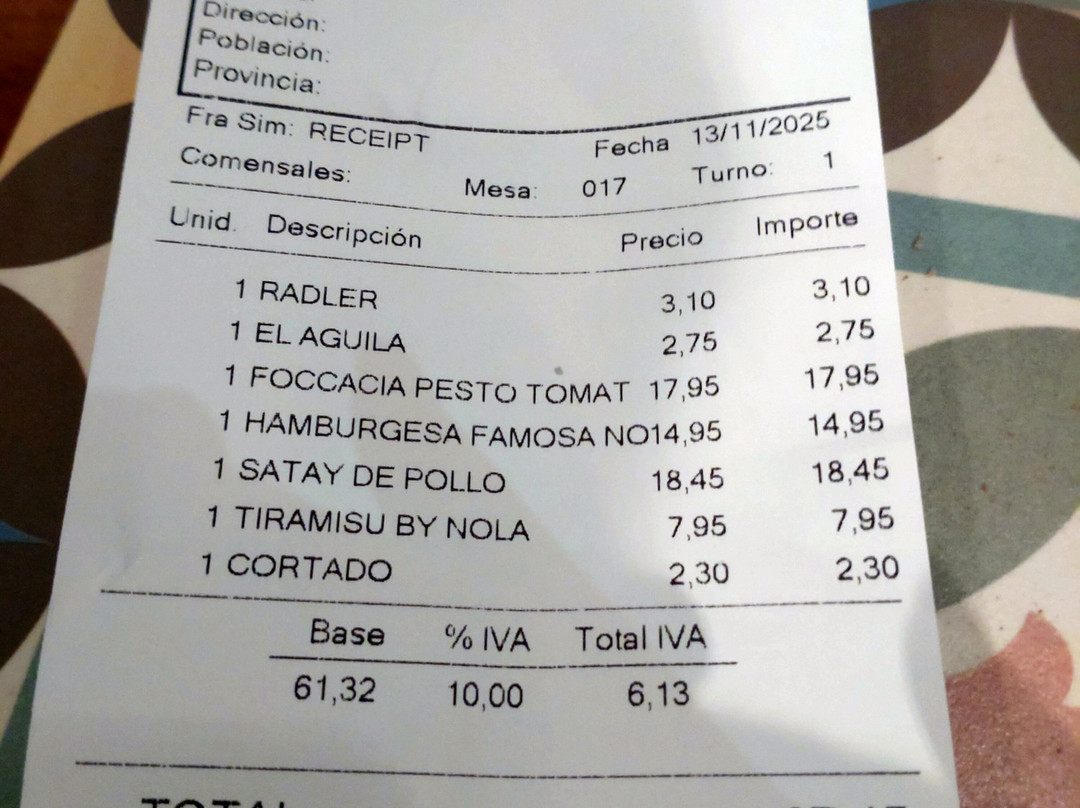 Dirección:
Población:
Provincia:
Fra Sim: RECEIPT Fecha 13/11/2025
Comensales: Mesa: 017 Turno: 1
Unid. Descripción Precio Importe
1 RADLER 3,10 3,10
1 EL AGUILA 2,75 2,75
1 FOCCACIA PESTO TOMAT 17,95 17,95
1 HAMBURGESA FAMOSA NO14,95 14,95
1 SATAY DE POLLO 18,45 18,45
1 TIRAMISU BY NOLA 7,95 7,95
1 CORTADO 2,30 2,30
Base % IVA Total IVA
61,32 10,00 6,13
TOTAL